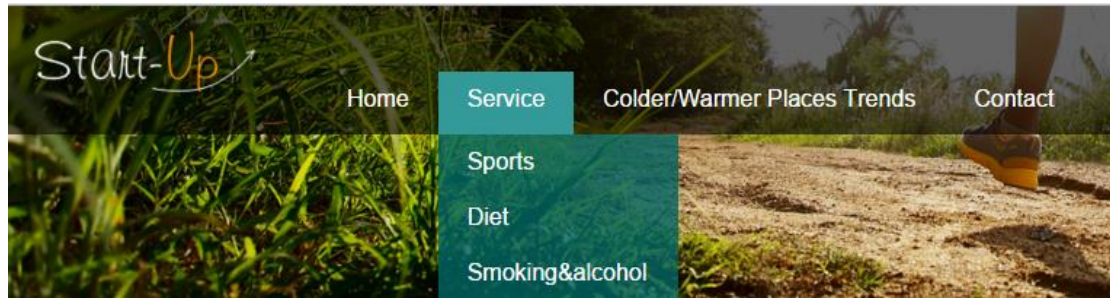 Start-Up
Home Service Colder/Warmer Places Trends Contact
Sports
Diet
Smoking&alcohol